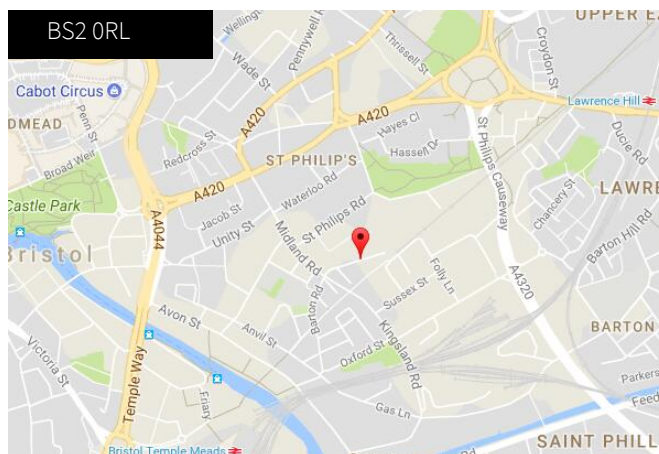 BS2 0RL
UPPER E
Wellington
Pennywell Rd
Thrissell St
Croydon St
Wade St
Cabot Circus
A420
Lawrence Hill
Penn St
DMEAD
Hayes Cl
Redcross St
Hassell Dr
Ducie Rd
ST PHILIP'S
Broad Weir
A420
St Philips Causeway
LAWRE
Waterloo Rd
Chancery St
Castle Park
Jacob St
St Philips Rd
A4044
Unity St
Barton Hill Rd
Midland Rd
Bristol
Folly Ln
A4320
Sussex St
Barton Rd
Avon St
Anvil St
Kingsland Rd
BARTON
Victoria St
Temple Way
Oxford St
Friary
Parkers
Gas Ln
Feed
Bristol Temple Meads
SAINT PHILL